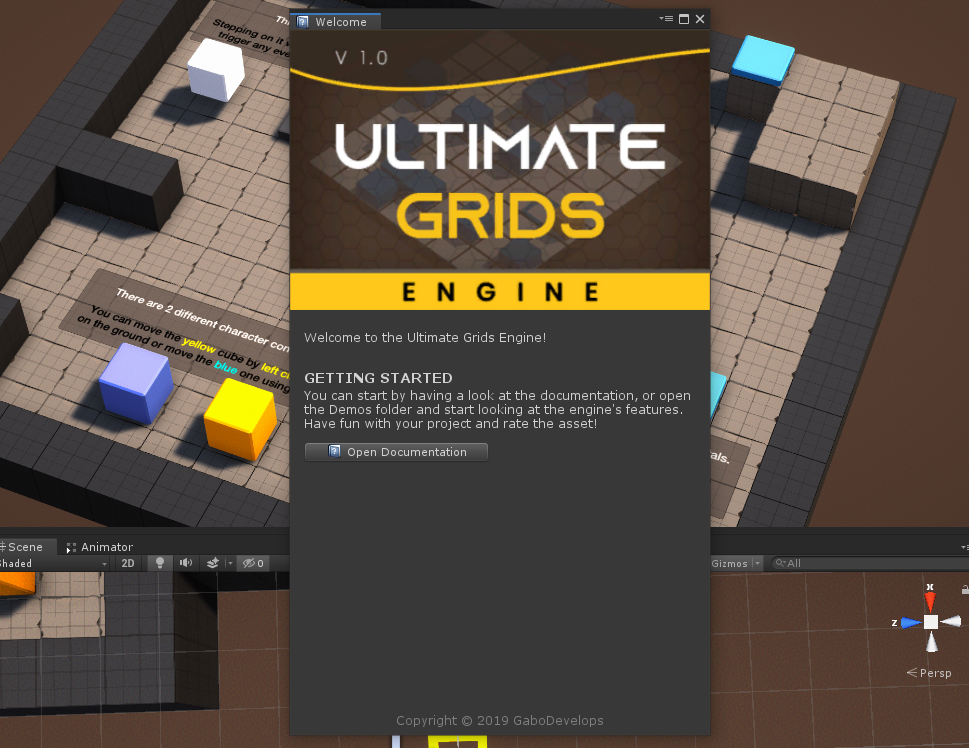 Stepping on it
trigger any eve
Welcome
V 1.0
ULTIMATE
GRIDS
ENGINE
There are 2 different character con
You can move the yellow cube by left c
on the ground or move the blue one using
Welcome to the Ultimate Grids Engine!
GETTING STARTED
You can start by having a look at the documentation, or open
the Demos folder and start looking at the engine's features.
Have fun with your project and rate the asset!
Open Documentation
als.
Scene
Animator
Shaded
2D
0
Gizmos
All
x
z
Persp
Copyright © 2019 GaboDevelops